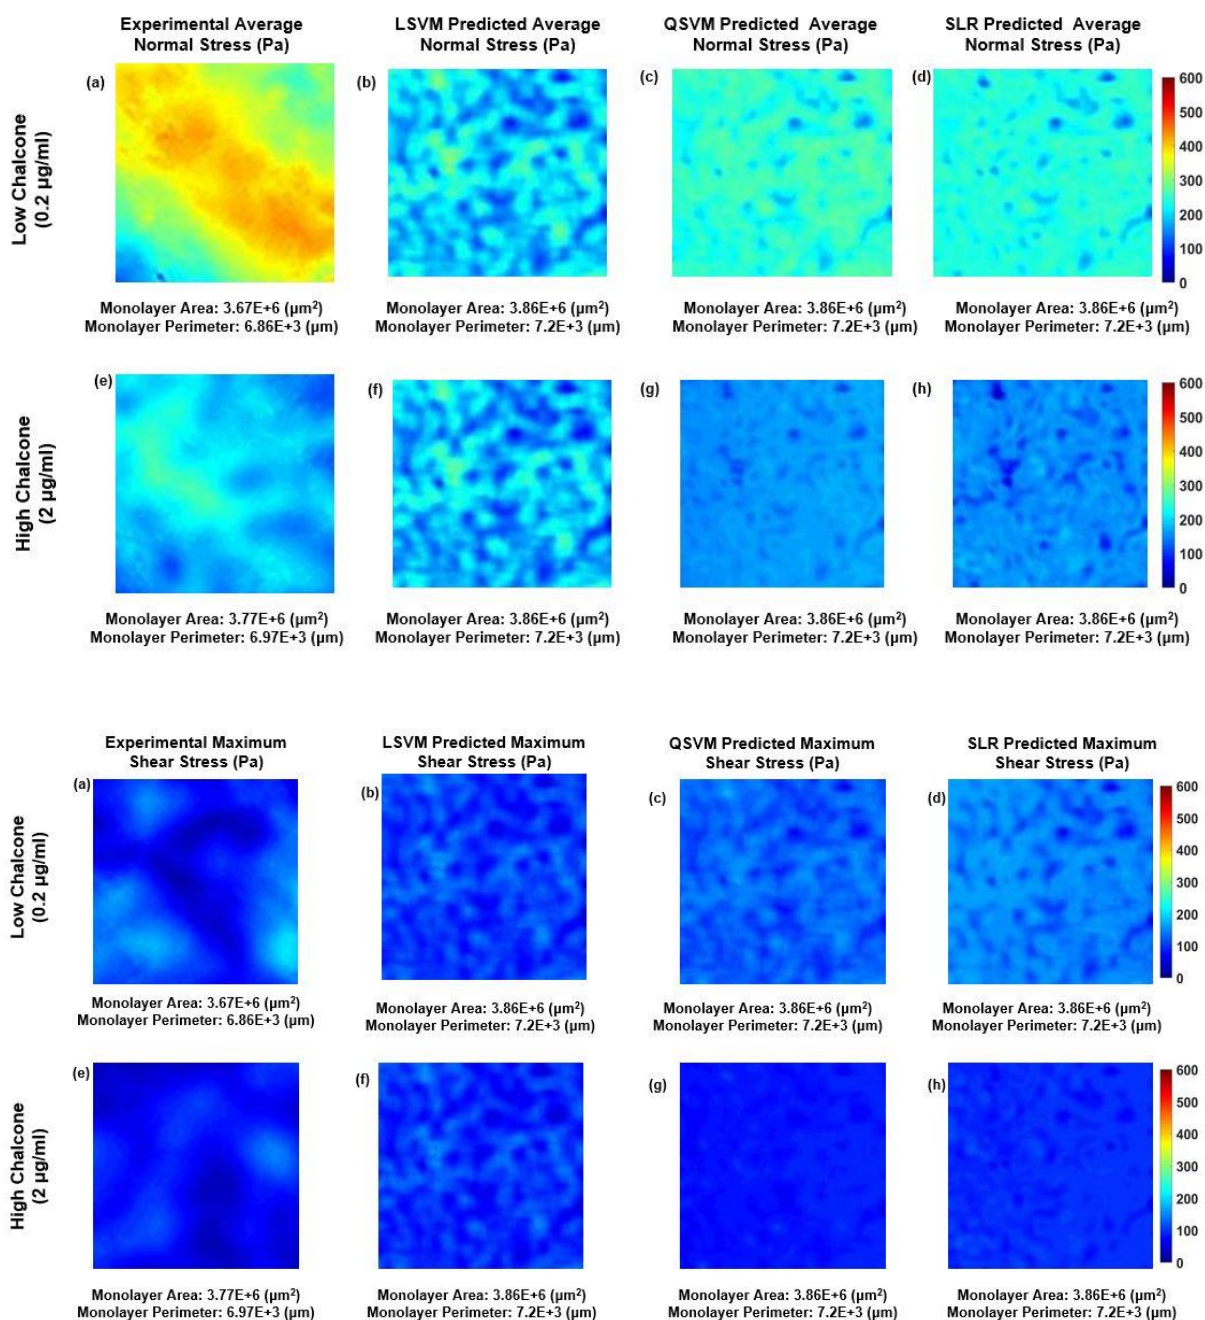 Experimental Average
Normal Stress (Pa)
LSVM Predicted Average
Normal Stress (Pa)
QSVM Predicted Average
Normal Stress (Pa)
SLR Predicted Average
Normal Stress (Pa)
Low Chalcone
(0.2 µg/ml)
(a)
(b)
(c)
(d)
600
500
400
300
200
100
0
Monolayer Area: 3.67E+6 (µm²)
Monolayer Perimeter: 6.86E+3 (µm)
Monolayer Area: 3.86E+6 (µm²)
Monolayer Perimeter: 7.2E+3 (µm)
Monolayer Area: 3.86E+6 (µm²)
Monolayer Perimeter: 7.2E+3 (µm)
Monolayer Area: 3.86E+6 (µm²)
Monolayer Perimeter: 7.2E+3 (µm)
High Chalcone
(2 µg/ml)
(e)
(f)
(g)
(h)
600
500
400
300
200
100
0
Monolayer Area: 3.77E+6 (µm²)
Monolayer Perimeter: 6.97E+3 (µm)
Monolayer Area: 3.86E+6 (µm²)
Monolayer Perimeter: 7.2E+3 (µm)
Monolayer Area: 3.86E+6 (µm²)
Monolayer Perimeter: 7.2E+3 (µm)
Monolayer Area: 3.86E+6 (µm²)
Monolayer Perimeter: 7.2E+3 (µm)
Experimental Maximum
Shear Stress (Pa)
LSVM Predicted Maximum
Shear Stress (Pa)
QSVM Predicted Maximum
Shear Stress (Pa)
SLR Predicted Maximum
Shear Stress (Pa)
Low Chalcone
(0.2 µg/ml)
(a)
(b)
(c)
(d)
600
500
400
300
200
100
0
Monolayer Area: 3.67E+6 (µm²)
Monolayer Perimeter: 6.86E+3 (µm)
Monolayer Area: 3.86E+6 (µm²)
Monolayer Perimeter: 7.2E+3 (µm)
Monolayer Area: 3.86E+6 (µm²)
Monolayer Perimeter: 7.2E+3 (µm)
Monolayer Area: 3.86E+6 (µm²)
Monolayer Perimeter: 7.2E+3 (µm)
High Chalcone
(2 µg/ml)
(e)
(f)
(g)
(h)
600
500
400
300
200
100
0
Monolayer Area: 3.77E+6 (µm²)
Monolayer Perimeter: 6.97E+3 (µm)
Monolayer Area: 3.86E+6 (µm²)
Monolayer Perimeter: 7.2E+3 (µm)
Monolayer Area: 3.86E+6 (µm²)
Monolayer Perimeter: 7.2E+3 (µm)
Monolayer Area: 3.86E+6 (µm²)
Monolayer Perimeter: 7.2E+3 (µm)